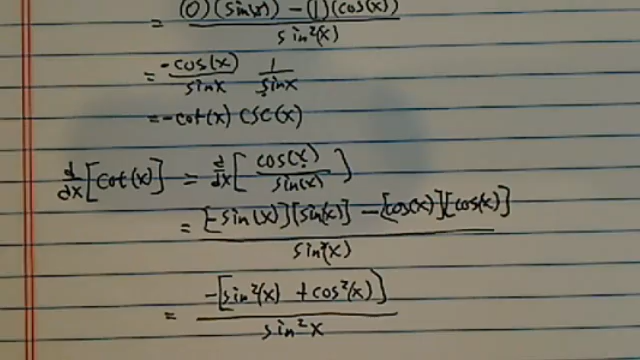 = (0)(sin(x)) - (1)(cos(x)) / sin²(x)
= -cos(x)/sinx 1/sinx
= -cot(x) csc(x)
d/dx [cot(x)] = d/dx [cos(x)/sin(x)]
= [-sin(x)][sin(x)] - [cos(x)][cos(x)] / sin²(x)
= -[sin²(x) + cos²(x)] / sin²x